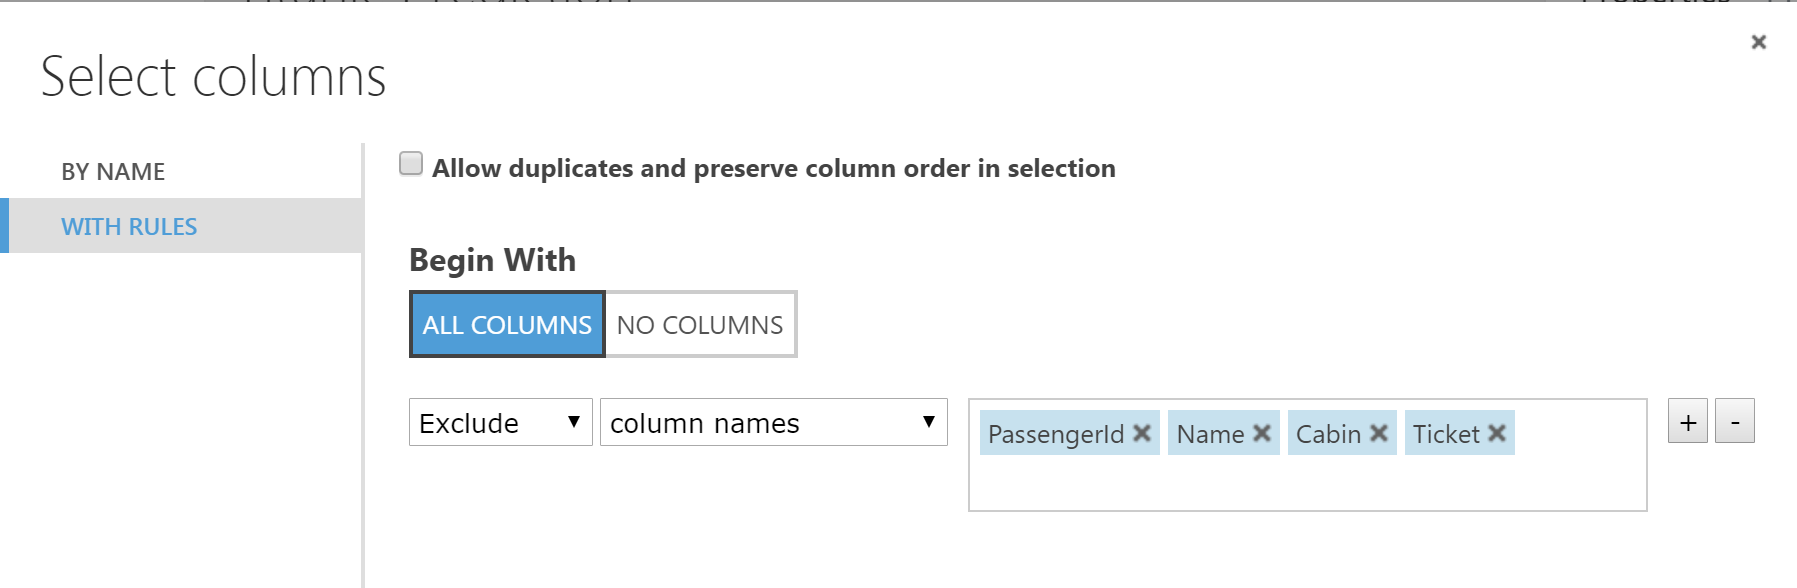 Select columns
BY NAME
WITH RULES
Allow duplicates and preserve column order in selection
Begin With
ALL COLUMNS NO COLUMNS
Exclude column names PassengerId Name Cabin Ticket + -